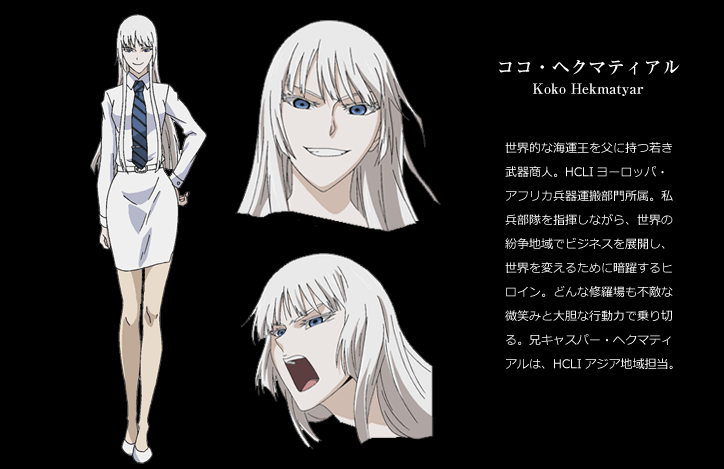 ココ・ヘクマティアル
Koko Hekmatyar
世界的な海運王を父に持つ若き
武器商人。HCLI ヨーロッパ・
アフリカ兵器運搬部門所属。私
兵部隊を指揮しながら、世界の
紛争地域でビジネスを展開し、
世界を変えるために暗躍するヒ
ロイン。どんな修羅場も不敵な
微笑みと大胆な行動力で乗り切
る。兄キャスパー・ヘクマティ
アルは、HCLI アジア地域担当。